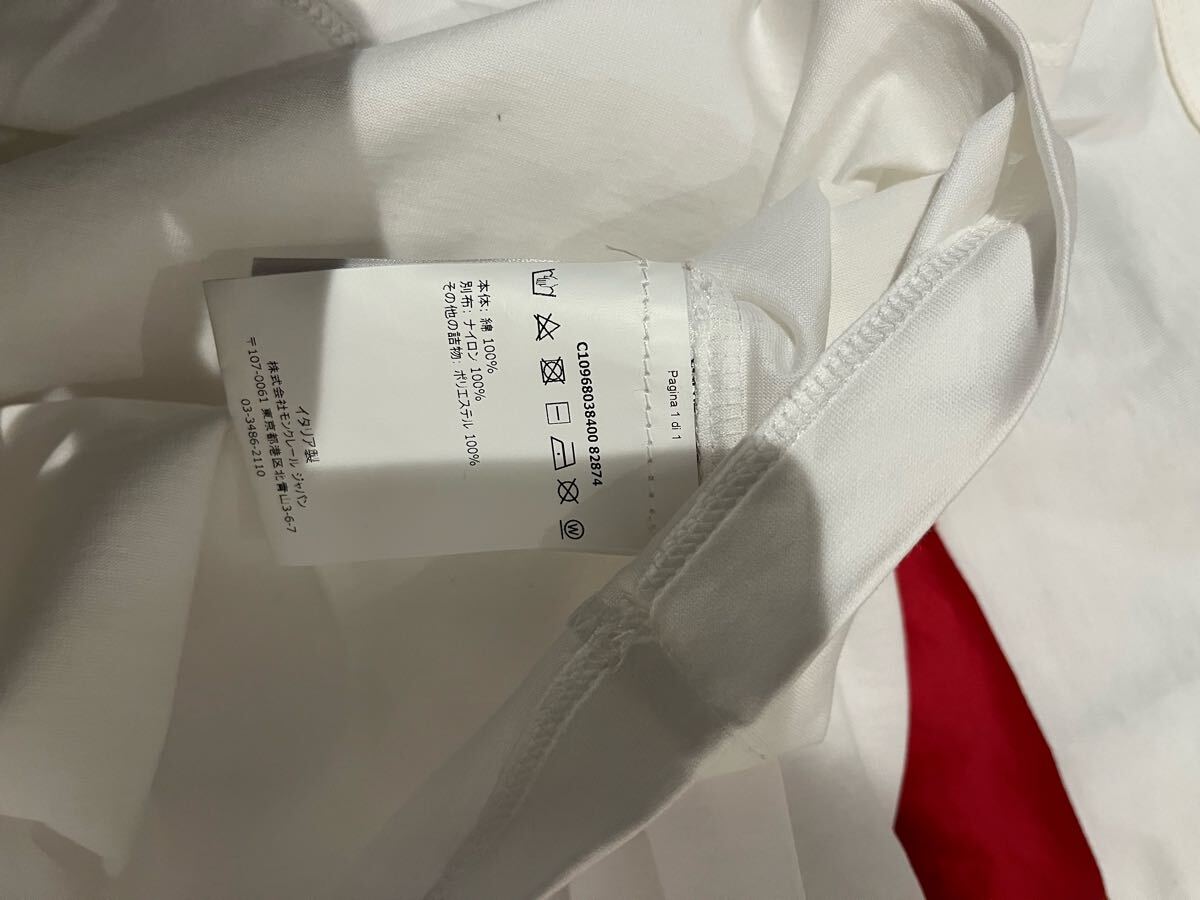 Pagina 1 di 1
C10968038400 82874
W
本体: 綿 100%
別布: ナイロン 100%
その他の詰物: ポリエステル 100%
イタリア製
株式会社モンクレール ジャパン
〒107-0061 東京都港区北青山3-6-7
03-3486-2110